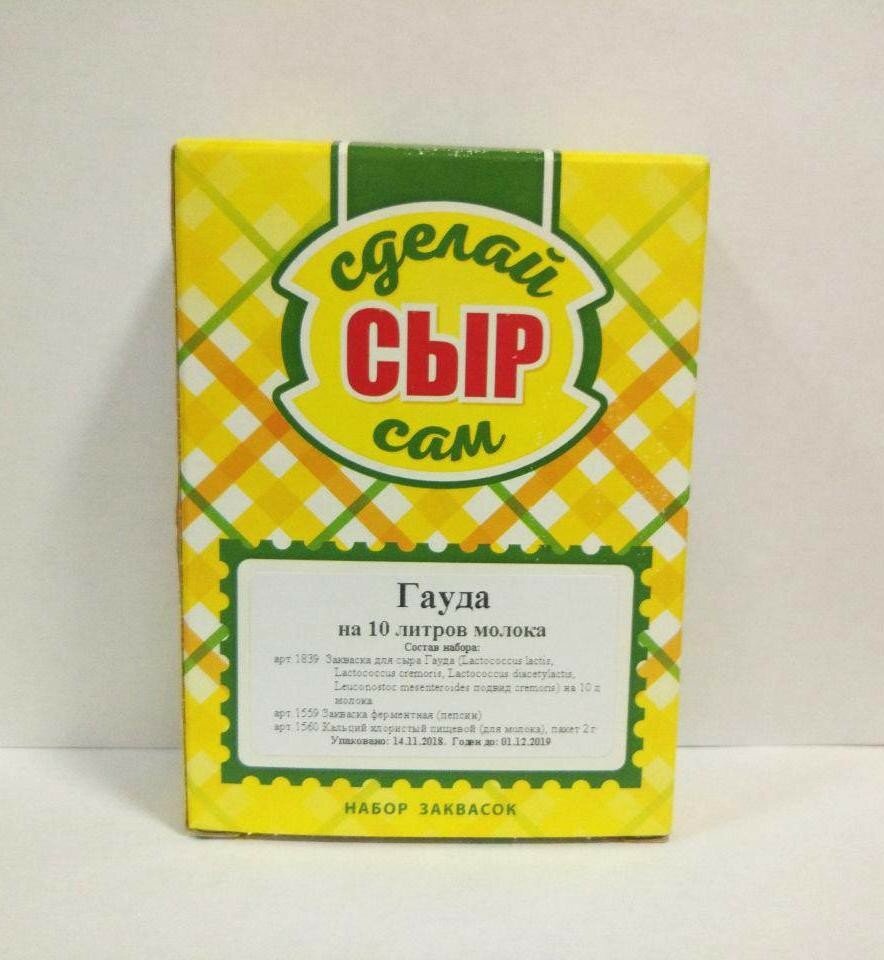 сделай
СЫР
сам
Гауда
на 10 литров молока
Состав набора:
арт 1839 Закваска для сыра Гауда (Lactococcus lactis,
Lactococcus cremoris, Lactococcus diacetylactis,
Leuconostoc mesenteroides подвид cremoris) на 10 л
молока
арт 1559 Закваска ферментная (пепсин)
арт 1560 Кальций хлористый пищевой (для молока), пакет 2 г
Упаковано: 14.11.2018. Годен до: 01.12.2019
НАБОР ЗАКВАСОК